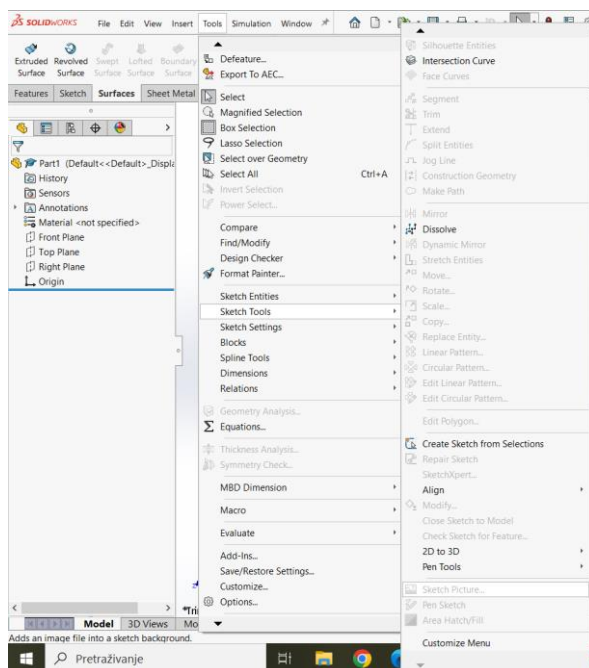 SOLIDWORKS File Edit View Insert Tools Simulation Window
Extruded Surface
Revolved Surface
Swept Surface
Lofted Surface
Boundary Surface
Features Sketch Surfaces Sheet Metal
Part1 (Default<<Default>_Displa
History
Sensors
Annotations
Material <not specified>
Front Plane
Top Plane
Right Plane
Origin
Defeature...
Export To AEC...
Select
Magnified Selection
Box Selection
Lasso Selection
Select over Geometry
Select All Ctrl+A
Invert Selection
Power Select...
Compare
Find/Modify
Design Checker
Format Painter...
Sketch Entities
Sketch Tools
Sketch Settings
Blocks
Spline Tools
Dimensions
Relations
Geometry Analysis...
Equations...
Thickness Analysis...
Symmetry Check...
MBD Dimension
Macro
Evaluate
Add-Ins...
Save/Restore Settings...
Customize...
Options...
Silhouette Entities
Intersection Curve
Face Curves
Segment
Trim
Extend
Split Entities
Jog Line
Construction Geometry
Make Path
Mirror
Dissolve
Dynamic Mirror
Stretch Entities
Move...
Rotate...
Scale...
Copy...
Replace Entity...
Linear Pattern...
Circular Pattern...
Edit Linear Pattern...
Edit Circular Pattern...
Edit Polygon...
Create Sketch from Selections
Repair Sketch
SketchXpert...
Align
Modify...
Close Sketch to Model
Check Sketch for Feature...
2D to 3D
Pen Tools
Sketch Picture...
Pen Sketch
Area Hatch/Fill
Customize Menu
*Tri
Model 3D Views Mo
Adds an image file into a sketch background.
Pretraživanje